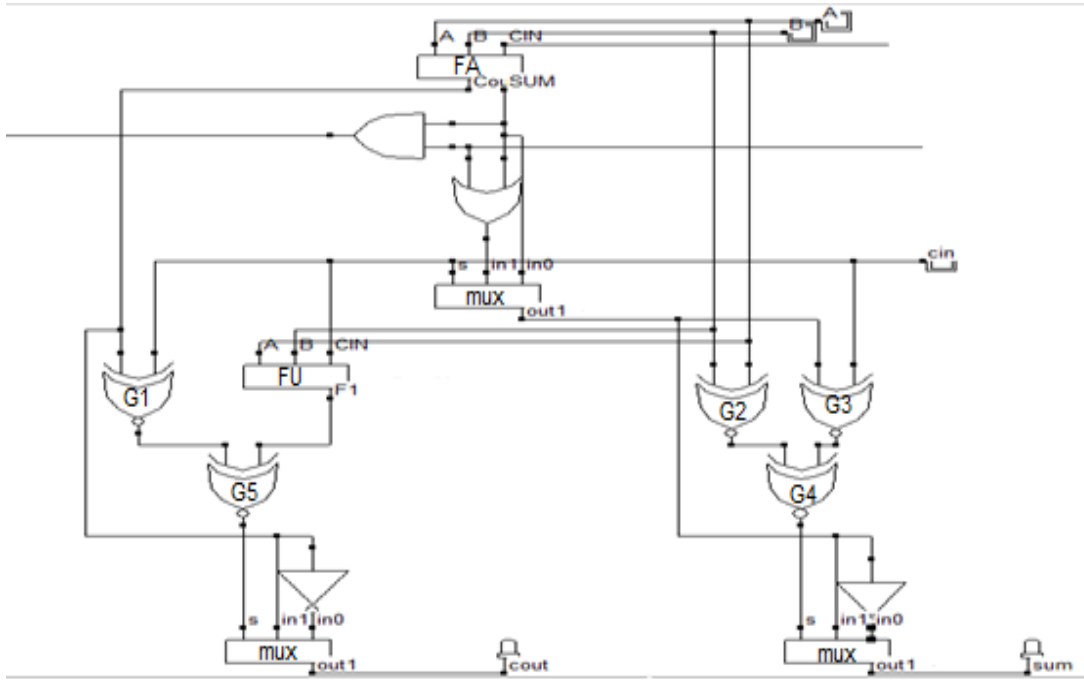 A
B
A B CIN
FA
Cou SUM
cin
s in1 in0
mux
out1
A B CIN
FU
F1
G1
G2 G3
G5
G4
s in1 in0
mux
out1
cout
s in1 in0
mux
out1
sum